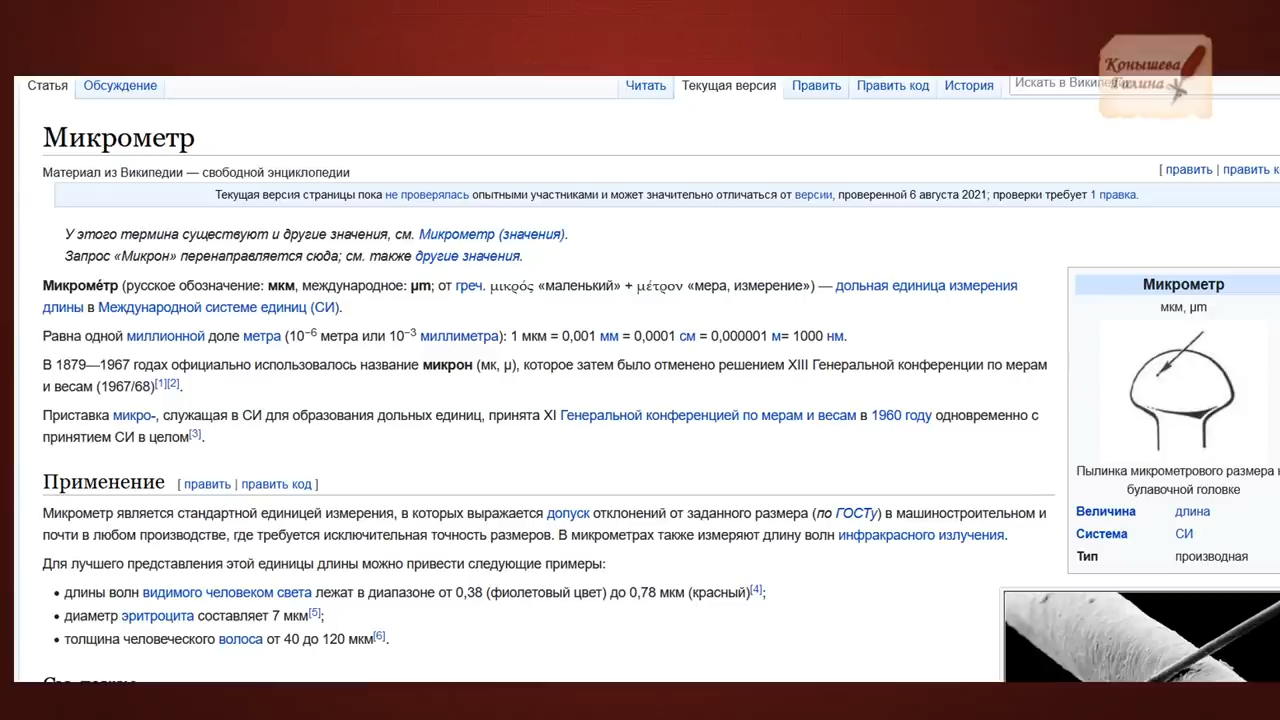 Конышева
Галина
Статья Обсуждение Читать Текущая версия Править Править код История Искать в
Микрометр
Материал из Википедии — свободной энциклопедии
[ править | править
Текущая версия страницы пока не проверялась опытными участниками и может значительно отличаться от версии, проверенной 6 августа 2021; проверки требует 1 правка.
У этого термина существуют и другие значения, см. Микрометр (значения).
Запрос «Микрон» перенаправляется сюда; см. также другие значения.
Микроме́тр (русское обозначение: мкм, международное: µm; от греч. μικρός «маленький» + μέτρον «мера, измерение») — дольная единица измерения
длины в Международной системе единиц (СИ).
Равна одной миллионной доле метра (10⁻⁶ метра или 10⁻³ миллиметра): 1 мкм = 0,001 мм = 0,0001 см = 0,000001 м= 1000 нм.
В 1879—1967 годах официально использовалось название микрон (мк, µ), которое затем было отменено решением XIII Генеральной конференции по мерам
и весам (1967/68)[1][2].
Приставка микро-, служащая в СИ для образования дольных единиц, принята XI Генеральной конференцией по мерам и весам в 1960 году одновременно с
принятием СИ в целом[3].
Применение [ править | править код ]
Микрометр является стандартной единицей измерения, в которых выражается допуск отклонений от заданного размера (по ГОСТу) в машиностроительном и
почти в любом производстве, где требуется исключительная точность размеров. В микрометрах также измеряют длину волн инфракрасного излучения.
Для лучшего представления этой единицы длины можно привести следующие примеры:
• длины волн видимого человеком света лежат в диапазоне от 0,38 (фиолетовый цвет) до 0,78 мкм (красный)[4];
• диаметр эритроцита составляет 7 мкм[5];
• толщина человеческого волоса от 40 до 120 мкм[6].
Микрометр
мкм, µm
Пылинка микрометрового размера
булавочной головке
Величина длина
Система СИ
Тип производная